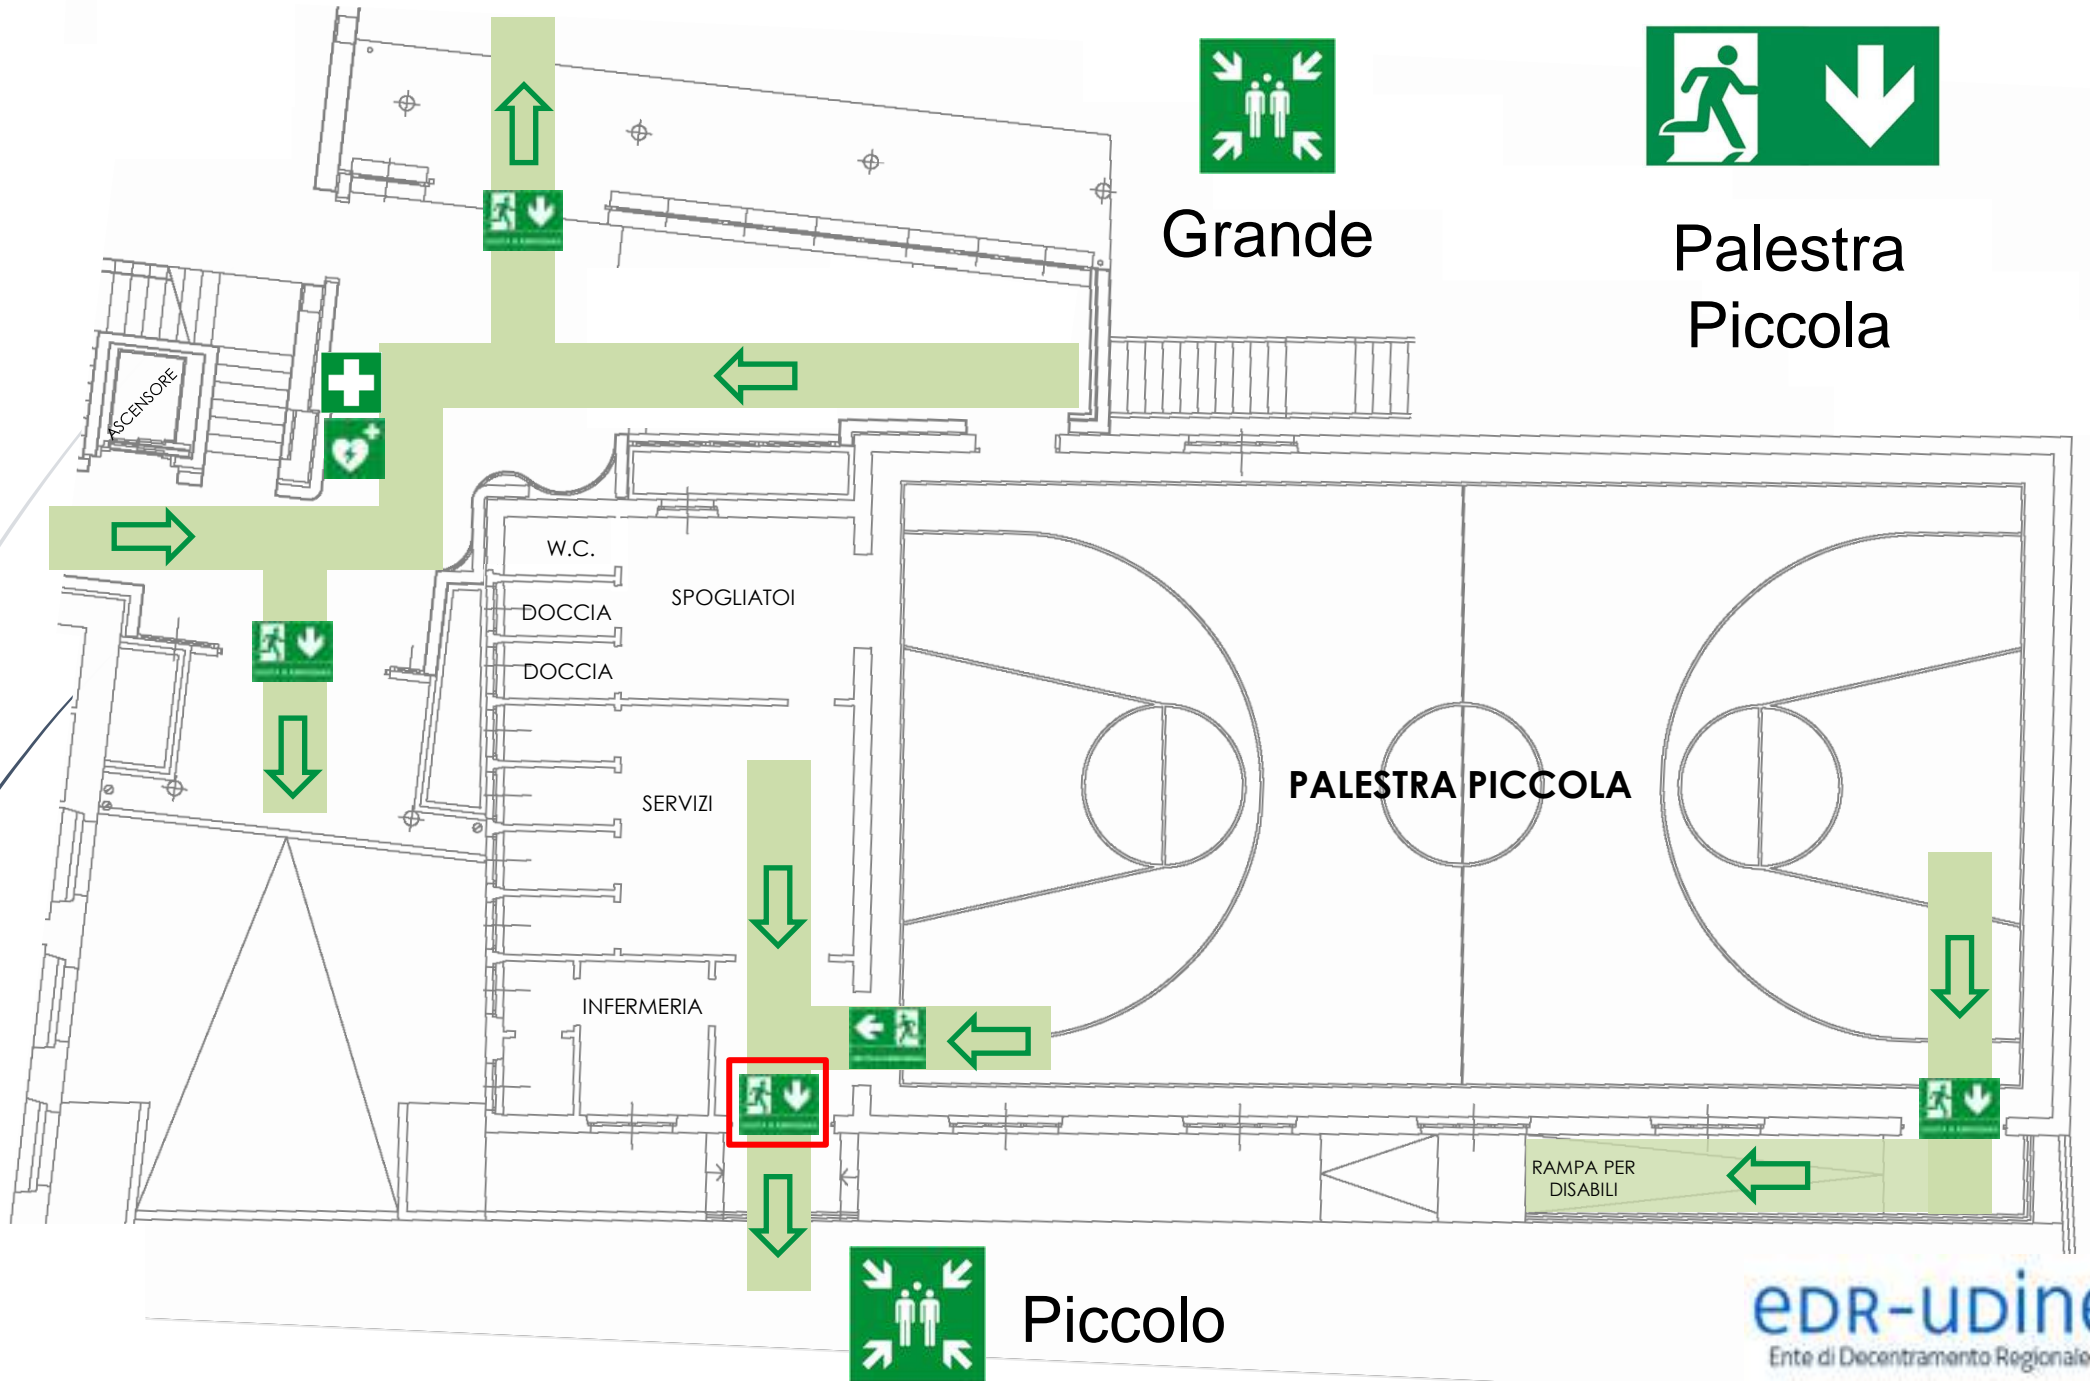 Grande
Palestra
Piccola
ASCENSORE
W.C.
DOCCIA
SPOGLIATOI
DOCCIA
SERVIZI
PALESTRA PICCOLA
INFERMERIA
RAMPA PER
DISABILI
Piccolo
eDR-uDine
Ente di Decentramento Regionale